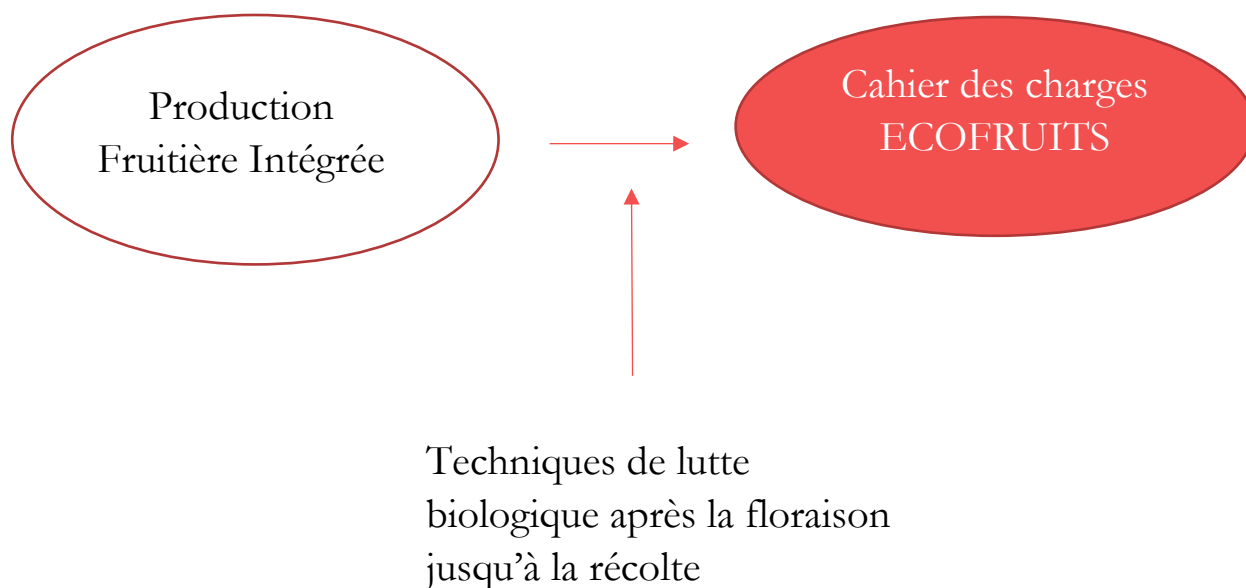 Production
Fruitière Intégrée
Cahier des charges
ECOFRUITS
Techniques de lutte
biologique après la floraison
jusqu’à la récolte